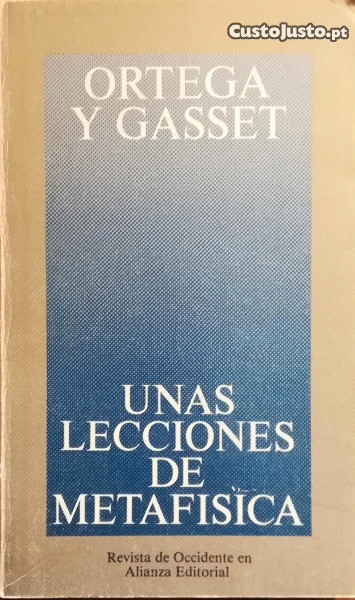 CustoJusto.pt
ORTEGA
Y GASSET
UNAS
LECCIONES
DE
METAFISICA
Revista de Occidente en
Alianza Editorial